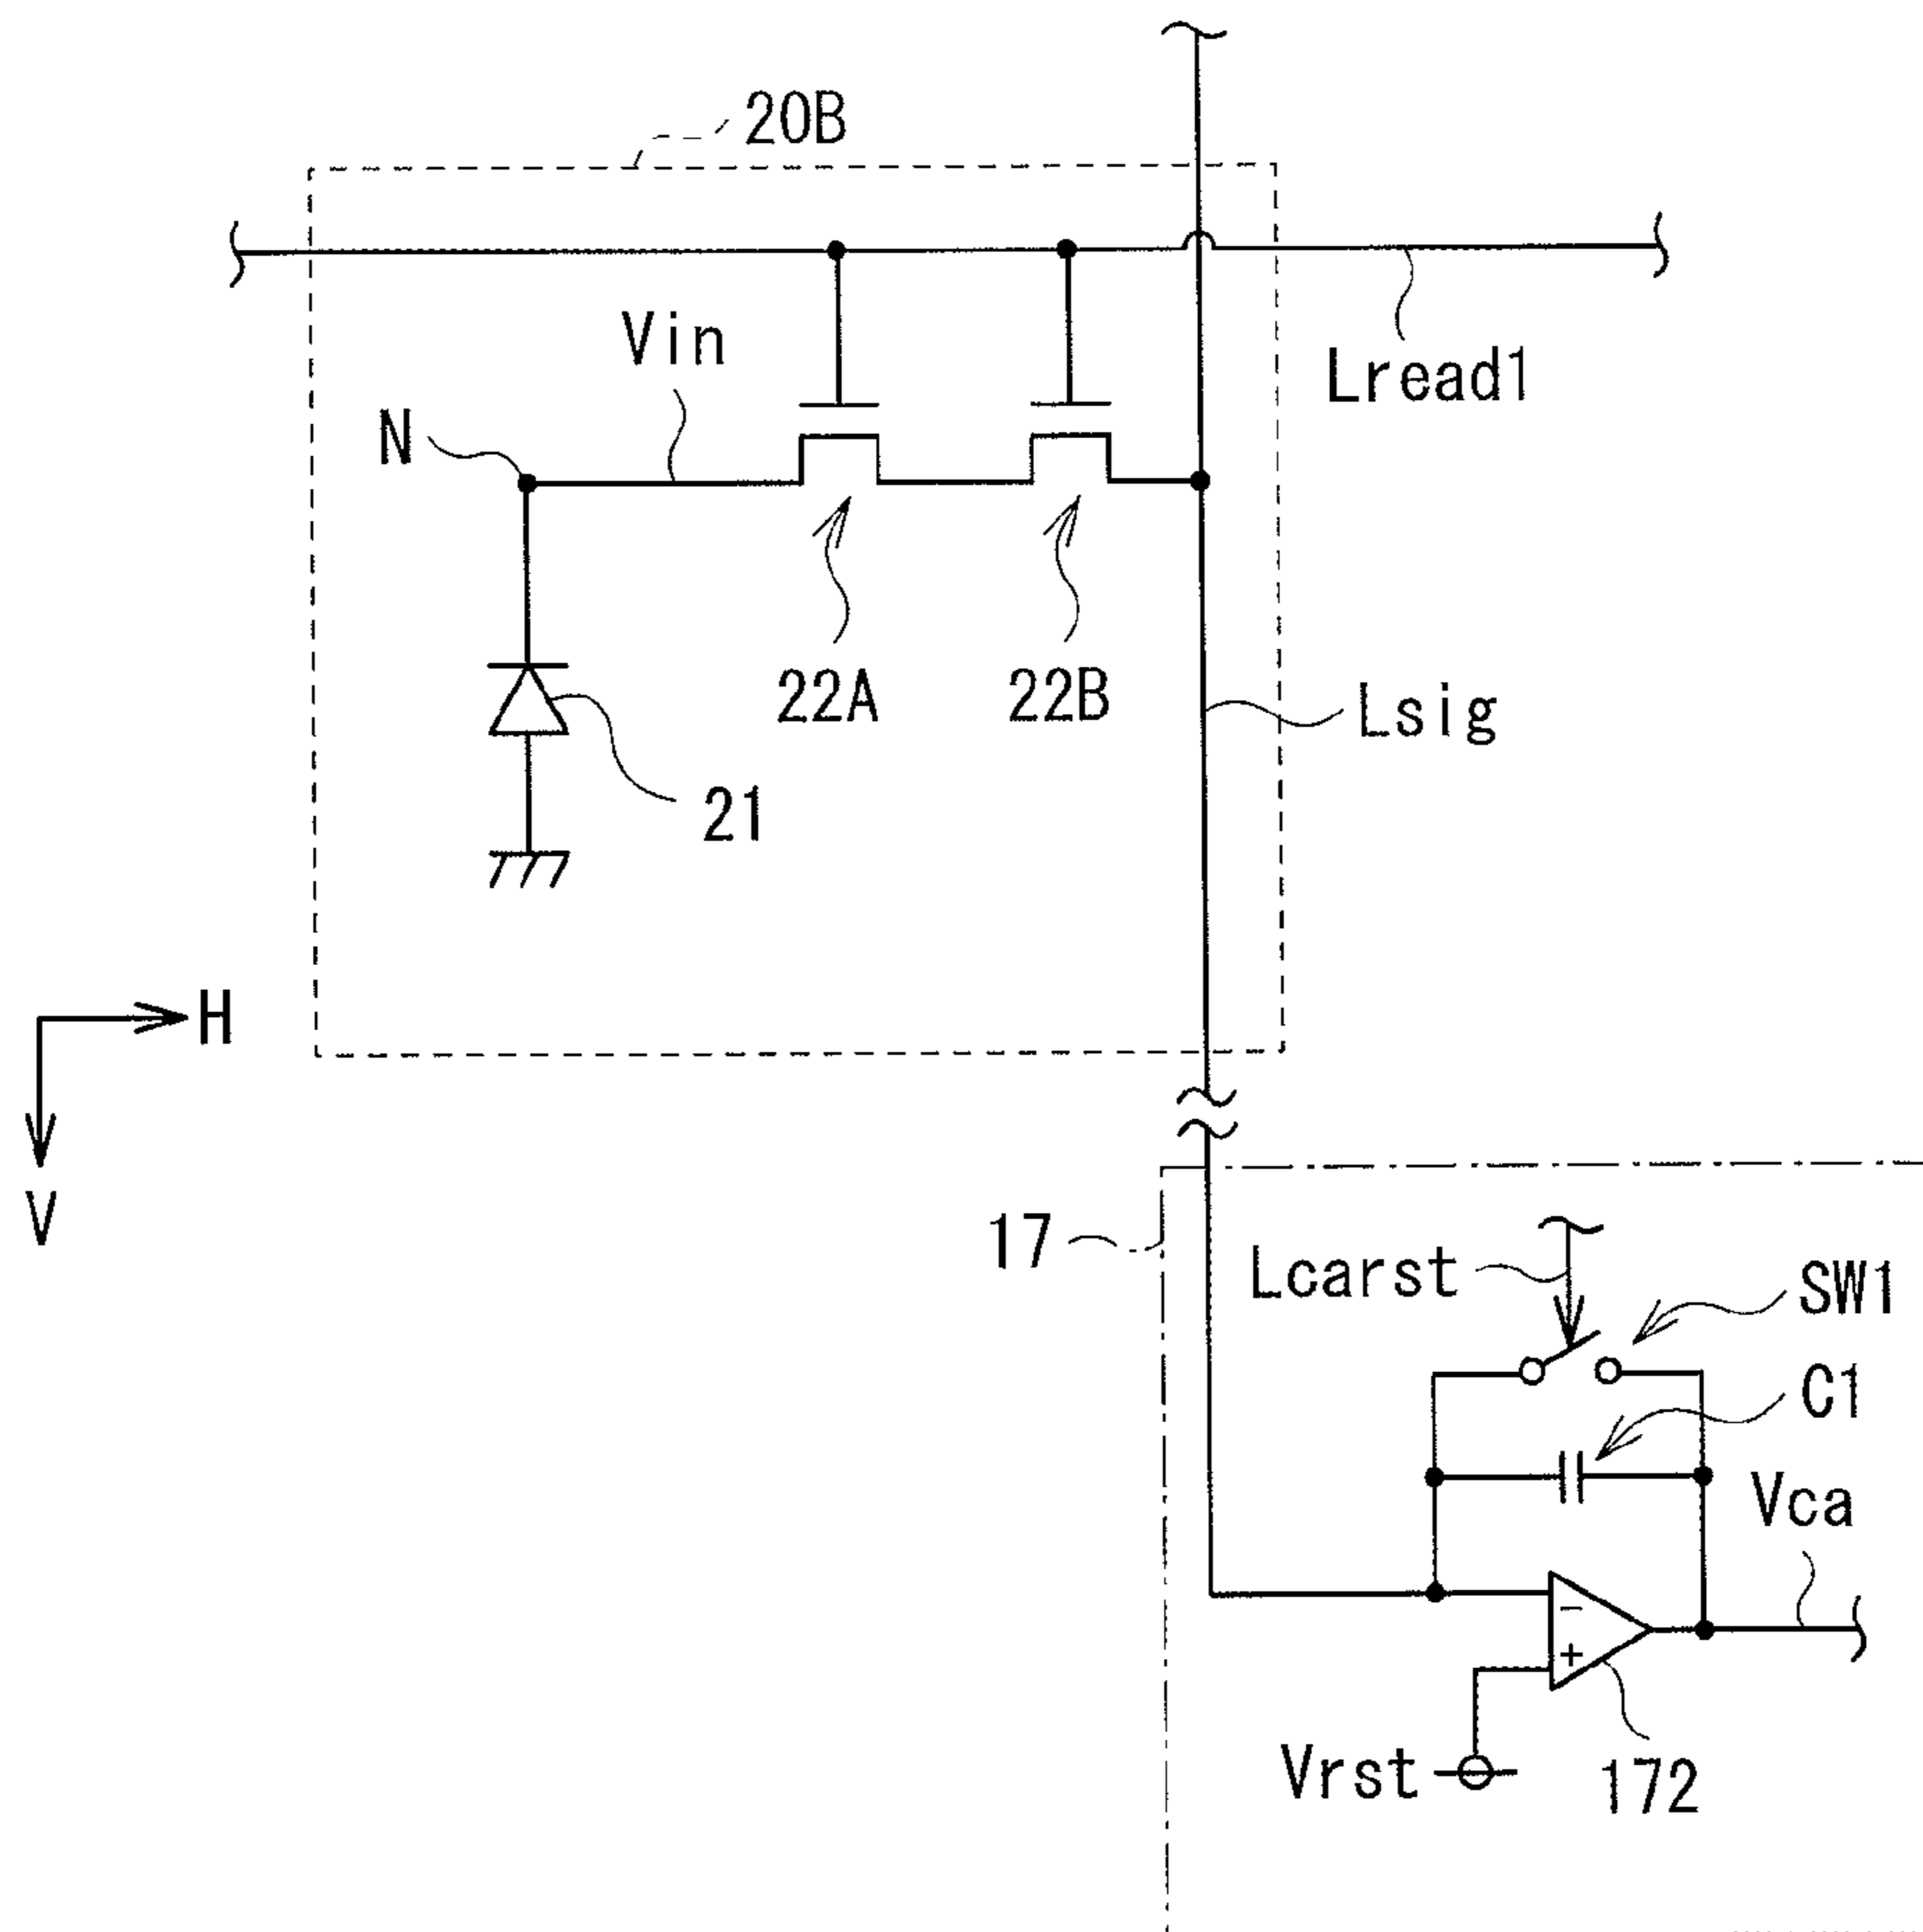 20B
Vin
Lread1
N
22A
22B
Lsig
21
H
V
17
Lcarst
SW1
C1
Vca
−
+
Vrst
172